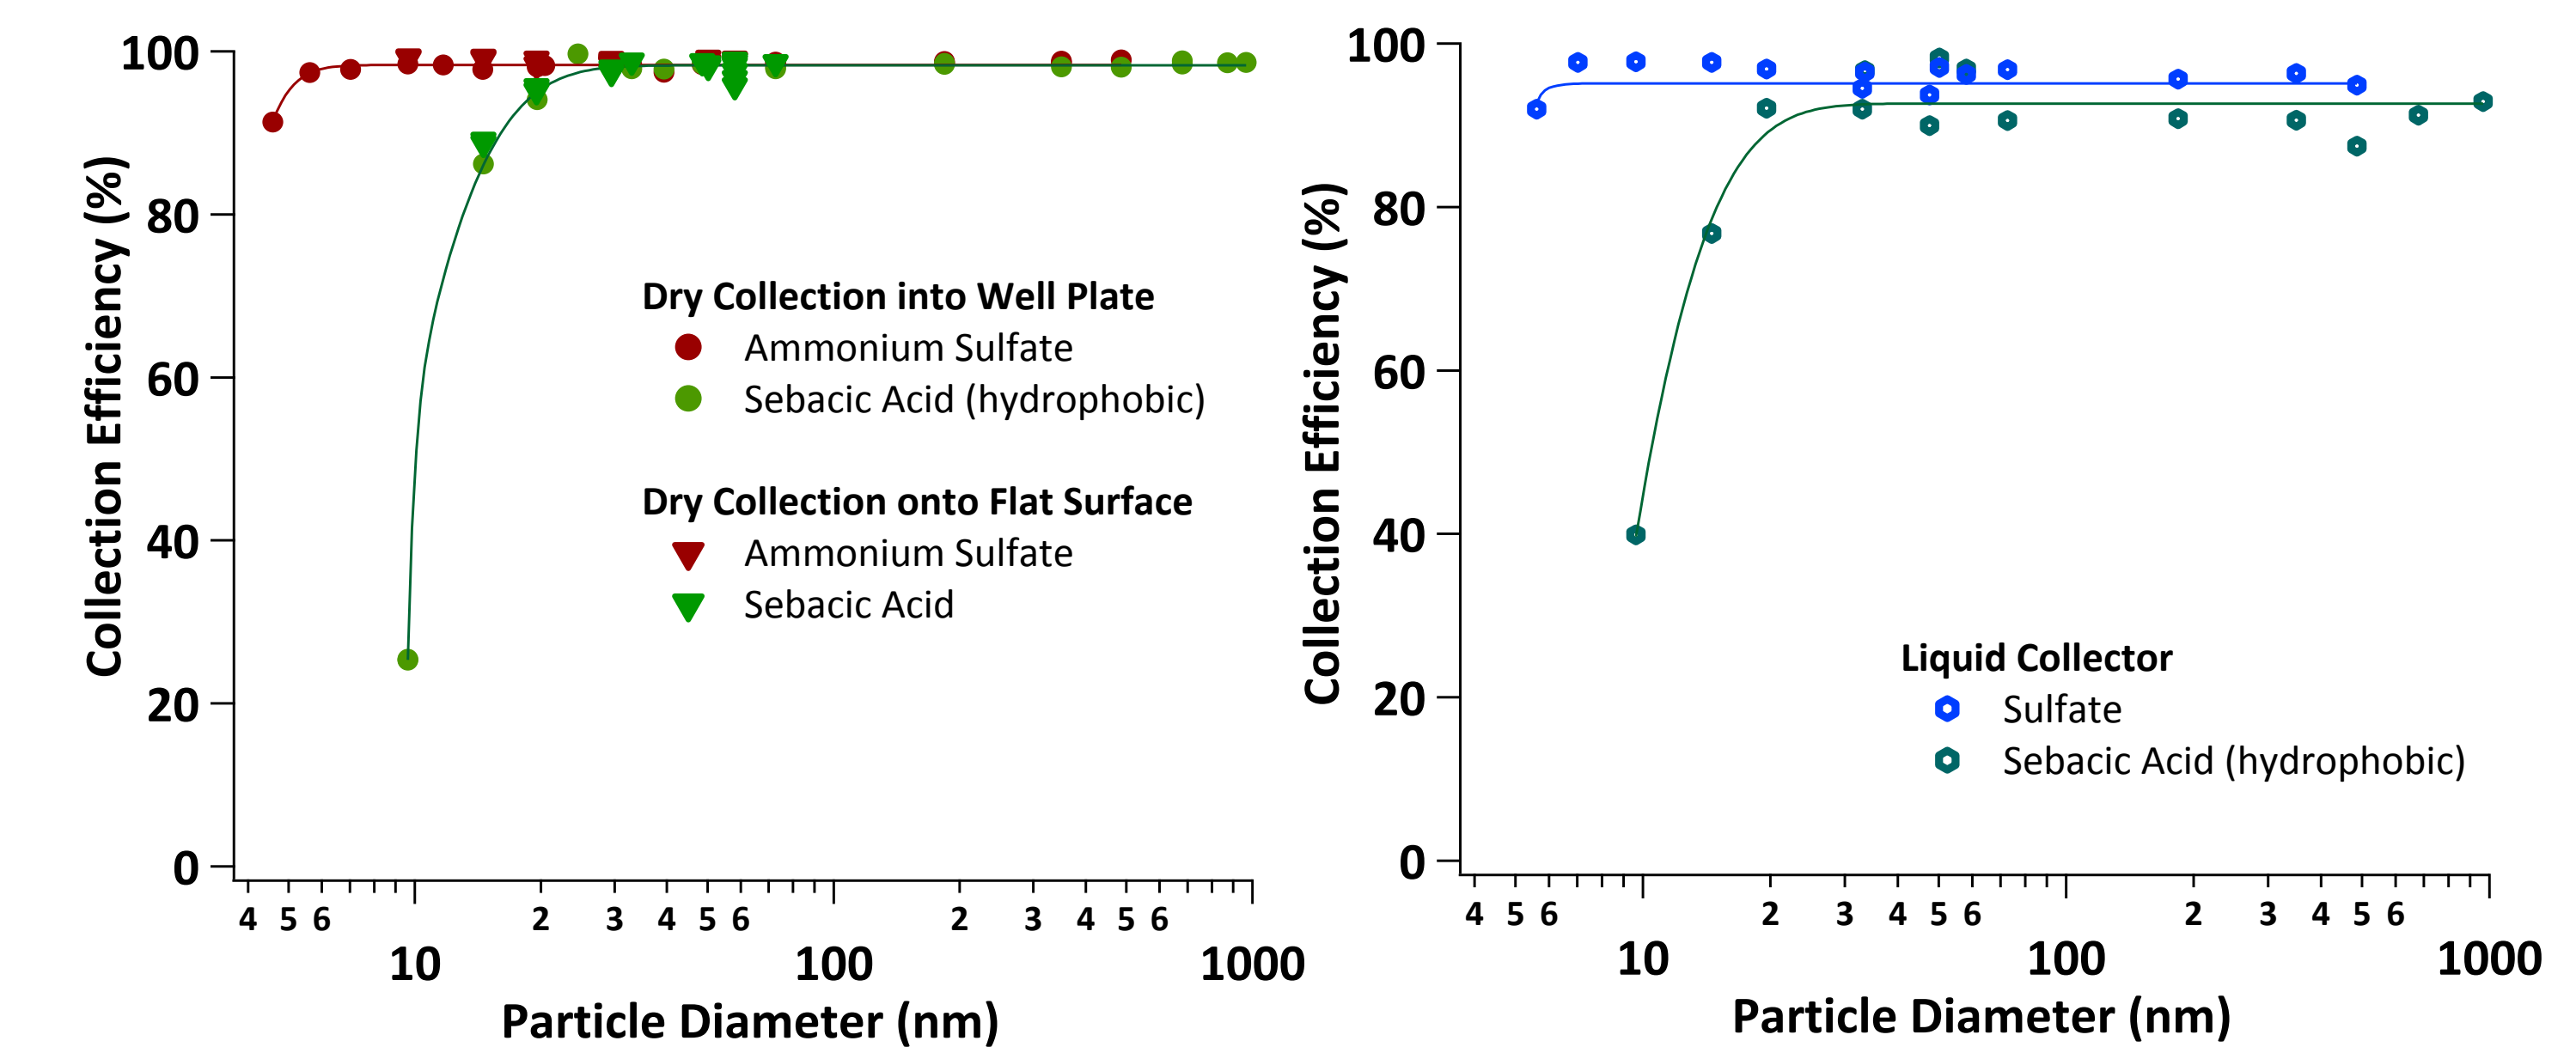 100
80
60
40
20
0
Collection Efficiency (%)
Dry Collection into Well Plate
Ammonium Sulfate
Sebacic Acid (hydrophobic)
Dry Collection onto Flat Surface
Ammonium Sulfate
Sebacic Acid
4 5 6 2 3 4 5 6 2 3 4 5 6
10 100 1000
Particle Diameter (nm)
100
80
60
40
20
0
Collection Efficiency (%)
Liquid Collector
Sulfate
Sebacic Acid (hydrophobic)
4 5 6 2 3 4 5 6 2 3 4 5 6
10 100 1000
Particle Diameter (nm)